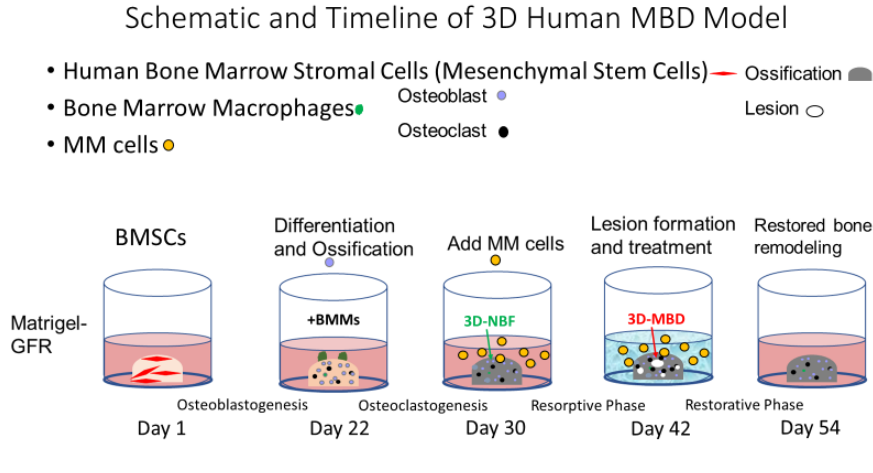 Schematic and Timeline of 3D Human MBD Model
• Human Bone Marrow Stromal Cells (Mesenchymal Stem Cells)
Ossification
• Bone Marrow Macrophages
Osteoblast
Lesion
• MM cells
Osteoclast
BMSCs
Differentiation
and Ossification
Add MM cells
Lesion formation
and treatment
Restored bone
remodeling
Matrigel-
GFR
+BMMs
3D-NBF
3D-MBD
Osteoblastogenesis
Osteoclastogenesis
Resorptive Phase
Restorative Phase
Day 1
Day 22
Day 30
Day 42
Day 54